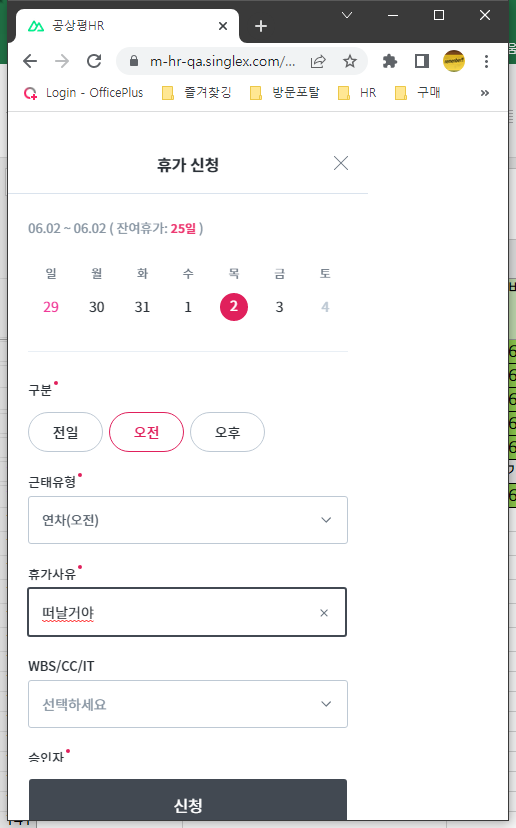 공상평HR
m-hr-qa.singlex.com/...
Login - OfficePlus 즐겨찾깅 방문포탈 HR 구매 »
휴가 신청
06.02 ~ 06.02 ( 잔여휴가: 25일 )
일 월 화 수 목 금 토
29 30 31 1 2 3 4
구분
전일 오전 오후
근태유형
연차(오전)
휴가사유
떠날거야
WBS/CC/IT
선택하세요
승인자
신청